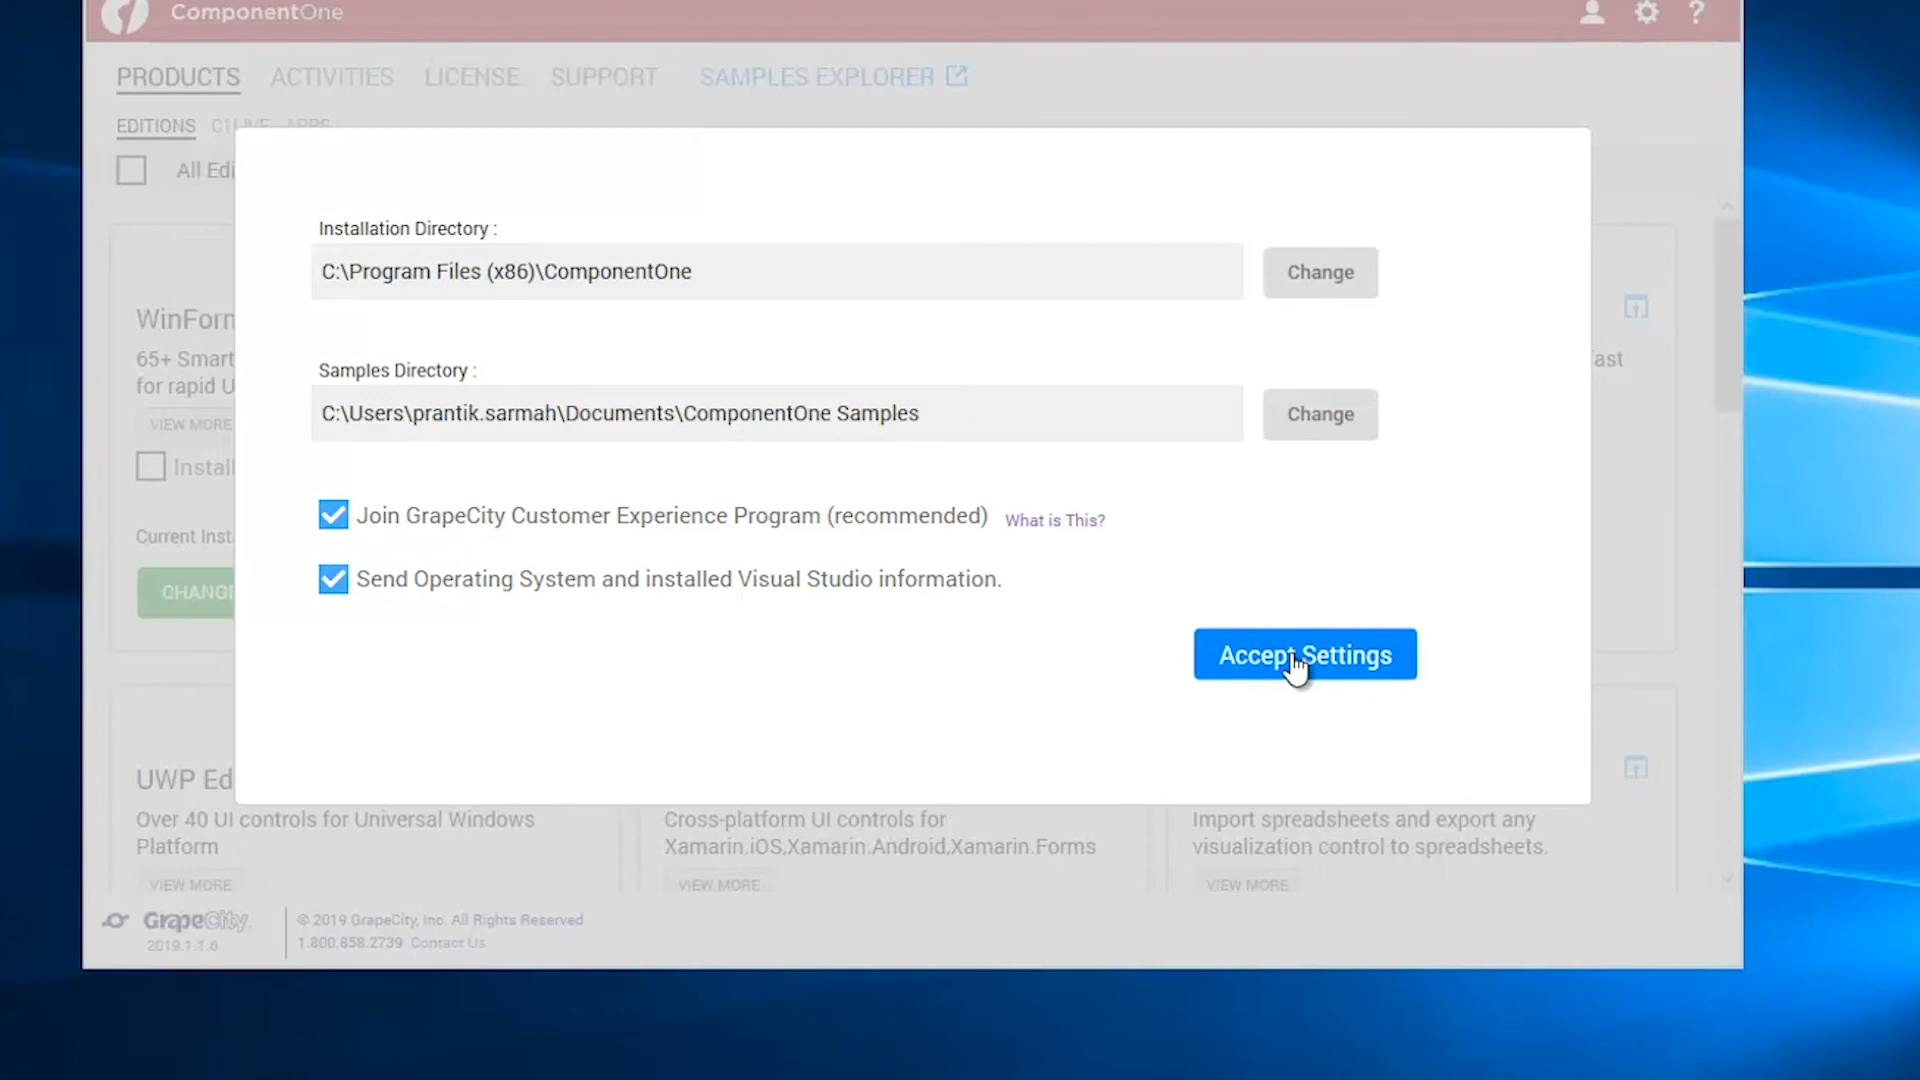 ComponentOne
?
PRODUCTS ACTIVITIES LICENSE SUPPORT SAMPLES EXPLORER
EDITIONS C1LIVE APPS
All Edi
Installation Directory :
C:\Program Files (x86)\ComponentOne
Change
WinForm
65+ Smart
for rapid U
ast
Samples Directory :
C:\Users\prantik.sarmah\Documents\ComponentOne Samples
Change
VIEW MORE
Install
Join GrapeCity Customer Experience Program (recommended) What is This?
Current Inst
Send Operating System and installed Visual Studio information.
CHANG
Accept Settings
UWP Ed
Over 40 UI controls for Universal Windows
Platform
VIEW MORE
Cross-platform UI controls for
Xamarin.iOS,Xamarin.Android,Xamarin.Forms
VIEW MORE
Import spreadsheets and export any
visualization control to spreadsheets.
VIEW MORE
GrapeCity
2019.1.1.6
© 2019 GrapeCity, Inc. All Rights Reserved
1.800.858.2739 Contact Us